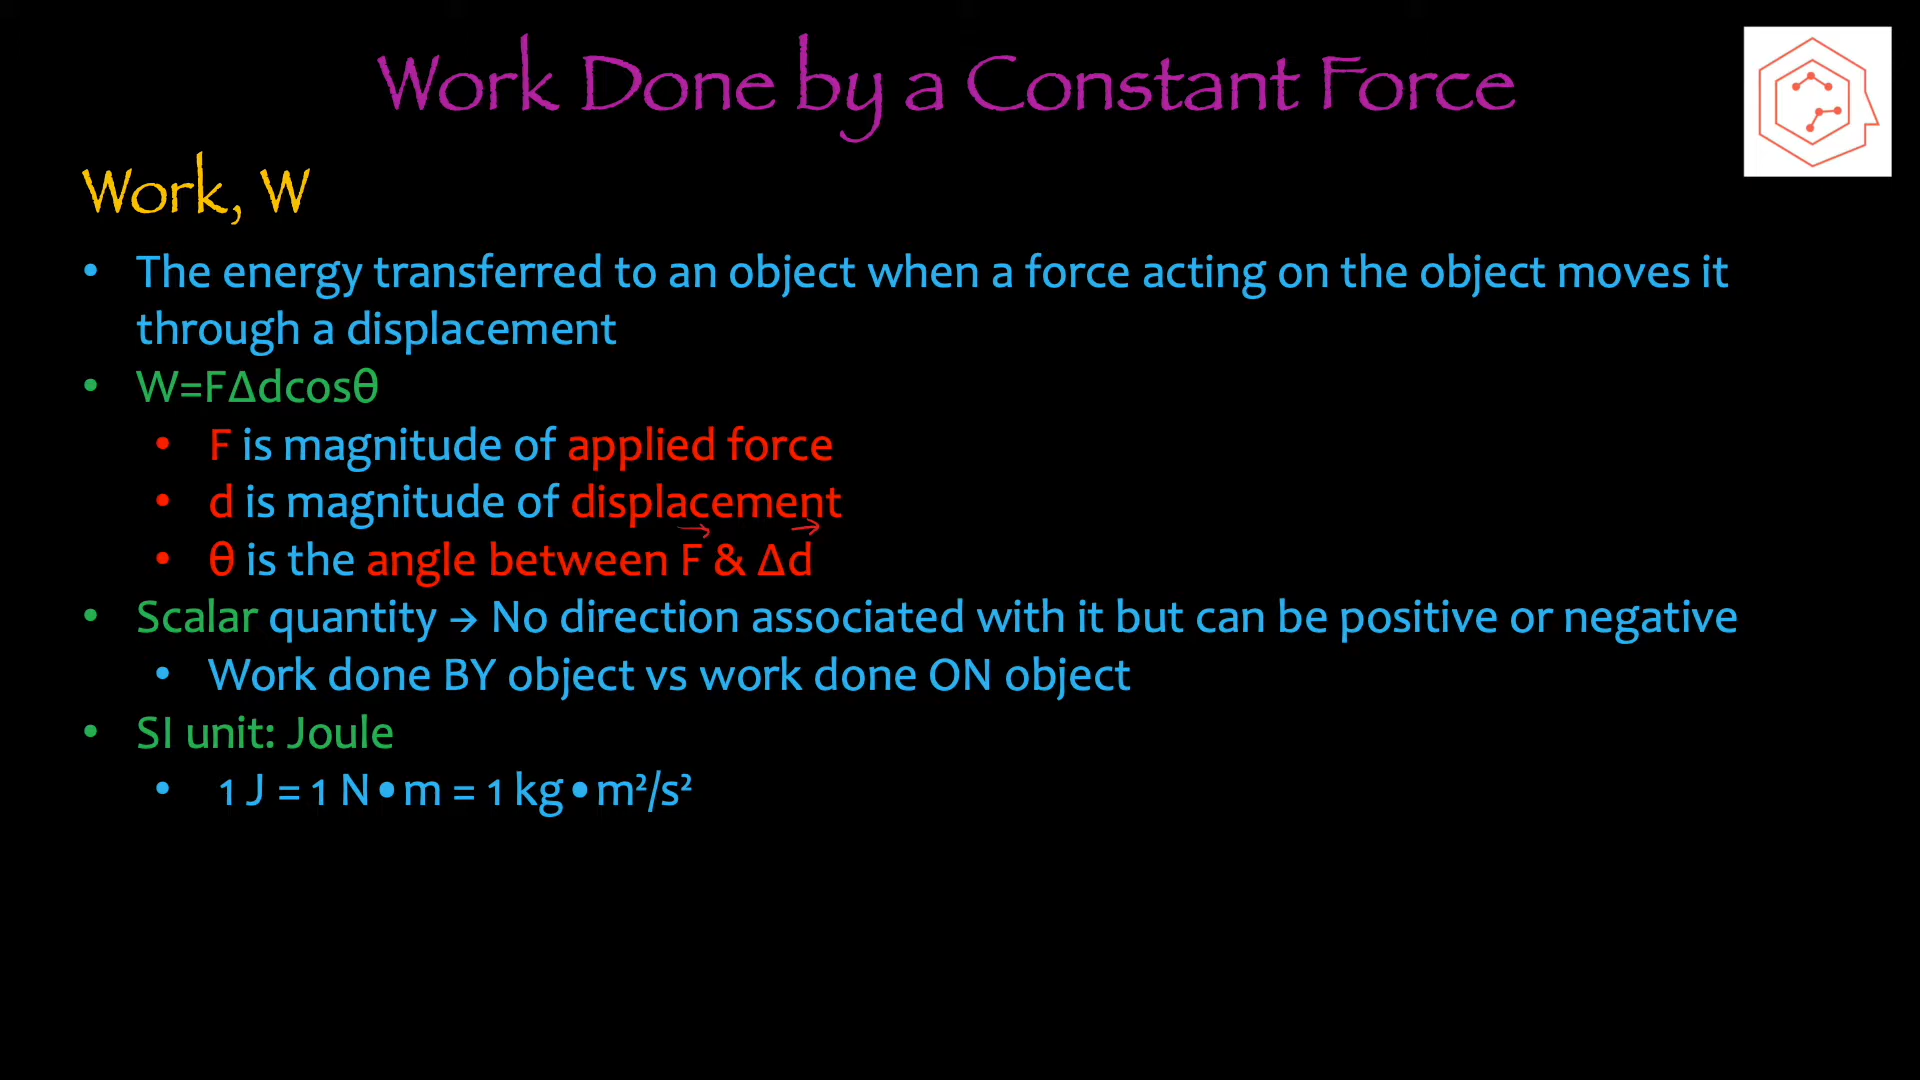 Work Done by a Constant Force
Work, W
• The energy transferred to an object when a force acting on the object moves it
through a displacement
• W=FΔdcosθ
• F is magnitude of applied force
• d is magnitude of displacement
• θ is the angle between F⃗ & Δd⃗
• Scalar quantity → No direction associated with it but can be positive or negative
• Work done BY object vs work done ON object
• SI unit: Joule
• 1 J = 1 N•m = 1 kg•m²/s²